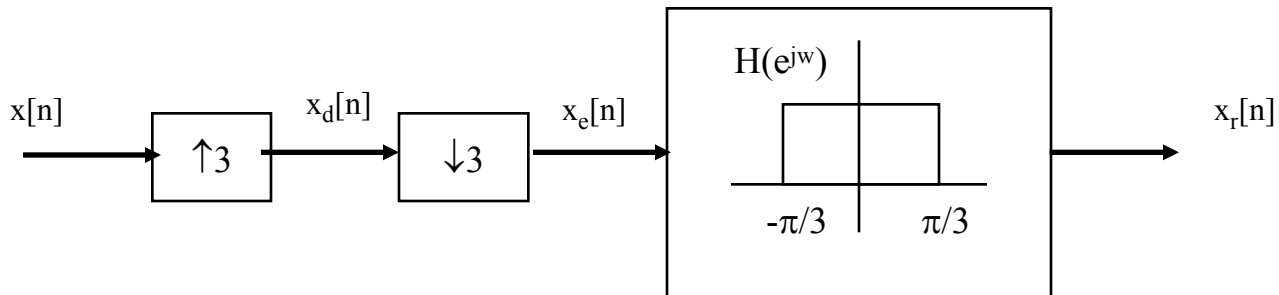 H(e^jw)
x[n]
x_d[n]
x_e[n]
x_r[n]
↑3
↓3
-π/3
π/3